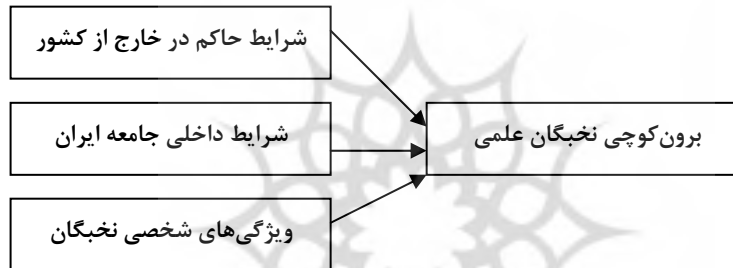 شرایط حاکم در خارج از کشور
شرایط داخلی جامعه ایران
برون‌کوچی نخبگان علمی
ویژگی‌های شخصی نخبگان